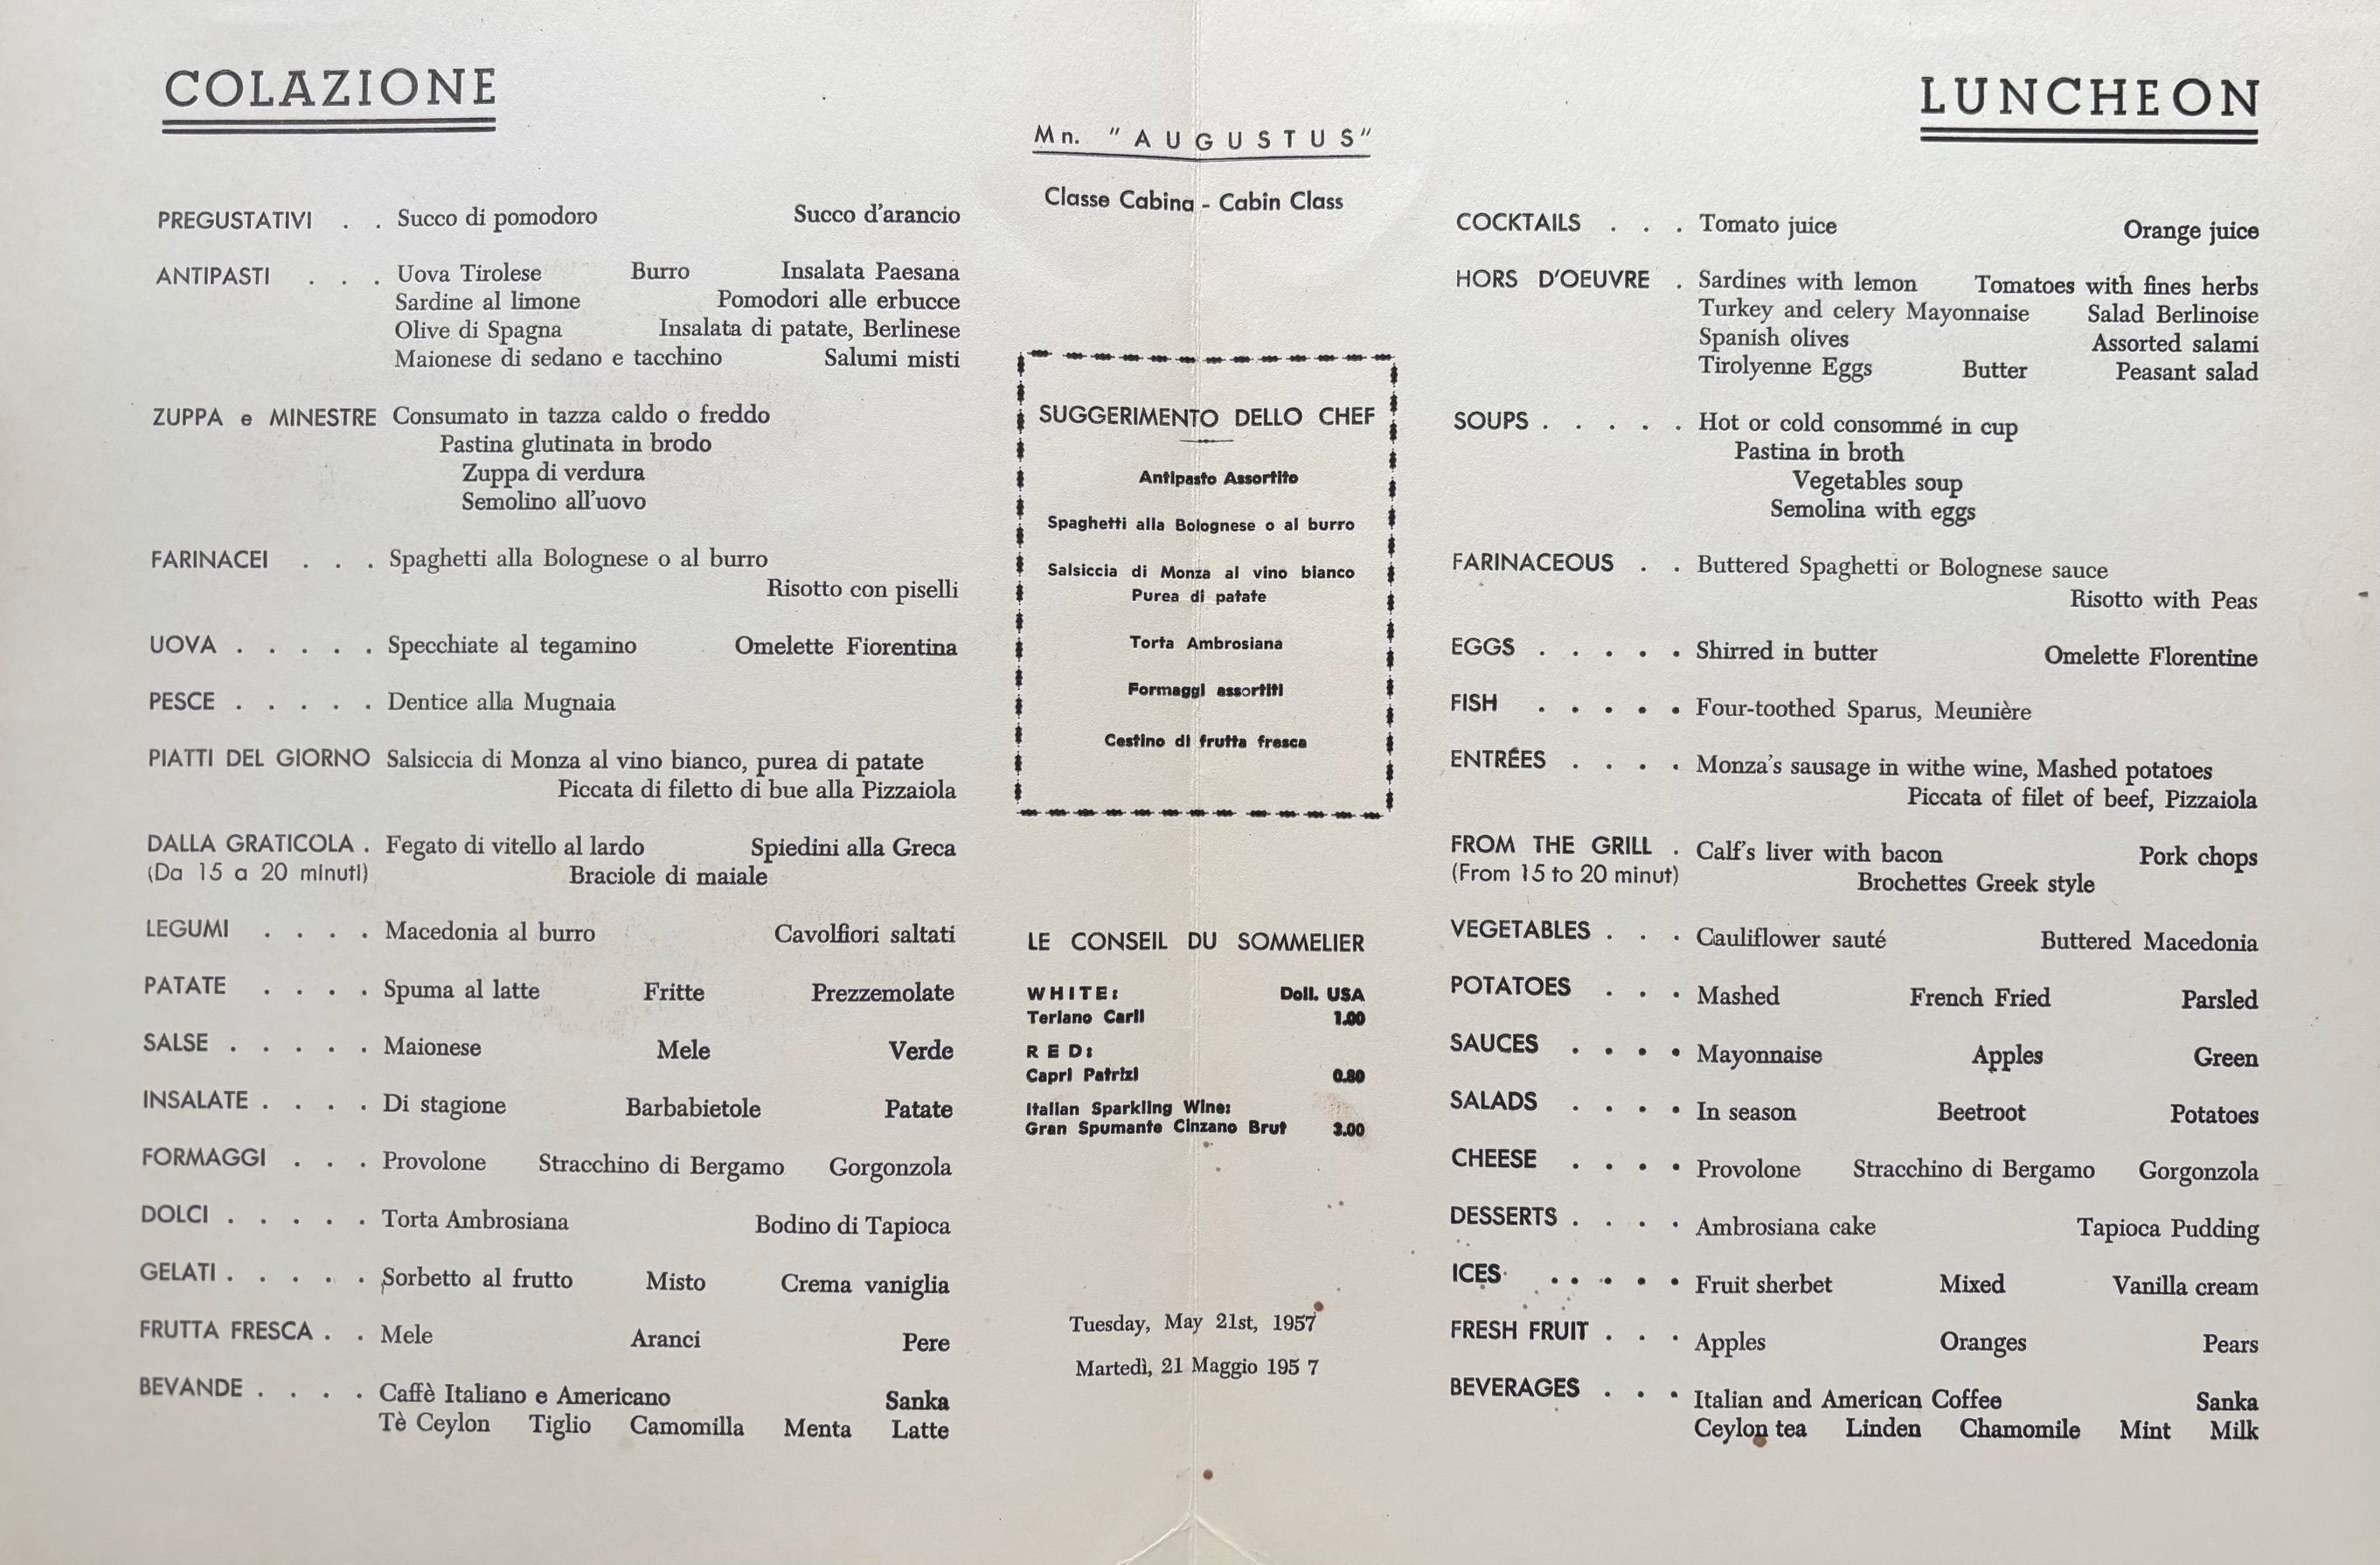 COLAZIONE
PREGUSTATIVI . . Succo di pomodoro Succo d'arancio
ANTIPASTI . . . Uova Tirolese Burro Insalata Paesana
Sardine al limone Pomodori alle erbucce
Olive di Spagna Insalata di patate, Berlinese
Maionese di sedano e tacchino Salumi misti
ZUPPA e MINESTRE Consumato in tazza caldo o freddo
Pastina glutinata in brodo
Zuppa di verdura
Semolino all'uovo
FARINACEI . . . Spaghetti alla Bolognese o al burro
Risotto con piselli
UOVA . . . . . Specchiate al tegamino Omelette Fiorentina
PESCE . . . . . Dentice alla Mugnaia
PIATTI DEL GIORNO Salsiccia di Monza al vino bianco, purea di patate
Piccata di filetto di bue alla Pizzaiola
DALLA GRATICOLA . Fegato di vitello al lardo Spiedini alla Greca
(Da 15 a 20 minuti) Braciole di maiale
LEGUMI . . . . Macedonia al burro Cavolfiori saltati
PATATE . . . . Spuma al latte Fritte Prezzemolate
SALSE . . . . . Maionese Mele Verde
INSALATE . . . . Di stagione Barbabietole Patate
FORMAGGI . . . Provolone Stracchino di Bergamo Gorgonzola
DOLCI . . . . . Torta Ambrosiana Bodino di Tapioca
GELATI . . . . . Sorbetto al frutto Misto Crema vaniglia
FRUTTA FRESCA . . Mele Aranci Pere
BEVANDE . . . . Caffè Italiano e Americano Sanka
Tè Ceylon Tiglio Camomilla Menta Latte
Mn. "AUGUSTUS"
Classe Cabina - Cabin Class
SUGGERIMENTO DELLO CHEF
Antipasto Assortito
Spaghetti alla Bolognese o al burro
Salsiccia di Monza al vino bianco
Purea di patate
Torta Ambrosiana
Formaggi assortiti
Cestino di frutta fresca
LE CONSEIL DU SOMMELIER
WHITE: Doll. USA
Terlano Carli 1.00
RED:
Capri Patrizi 0.80
Italian Sparkling Wine:
Gran Spumante Cinzano Brut 3.00
Tuesday, May 21st, 1957
Martedì, 21 Maggio 195 7
LUNCHEON
COCKTAILS . . . Tomato juice Orange juice
HORS D'OEUVRE . Sardines with lemon Tomatoes with fines herbs
Turkey and celery Mayonnaise Salad Berlinoise
Spanish olives Assorted salami
Tirolyenne Eggs Butter Peasant salad
SOUPS . . . . . Hot or cold consommé in cup
Pastina in broth
Vegetables soup
Semolina with eggs
FARINACEOUS . . Buttered Spaghetti or Bolognese sauce
Risotto with Peas
EGGS . . . . . Shirred in butter Omelette Florentine
FISH . . . . . Four-toothed Sparus, Meunière
ENTRÉES . . . . Monza's sausage in withe wine, Mashed potatoes
Piccata of filet of beef, Pizzaiola
FROM THE GRILL . Calf's liver with bacon Pork chops
(From 15 to 20 minut) Brochettes Greek style
VEGETABLES . . . Cauliflower sauté Buttered Macedonia
POTATOES . . . Mashed French Fried Parsled
SAUCES . . . . Mayonnaise Apples Green
SALADS . . . . In season Beetroot Potatoes
CHEESE . . . . Provolone Stracchino di Bergamo Gorgonzola
DESSERTS . . . . Ambrosiana cake Tapioca Pudding
ICES . . . . . Fruit sherbet Mixed Vanilla cream
FRESH FRUIT . . . Apples Oranges Pears
BEVERAGES . . . Italian and American Coffee Sanka
Ceylon tea Linden Chamomile Mint Milk